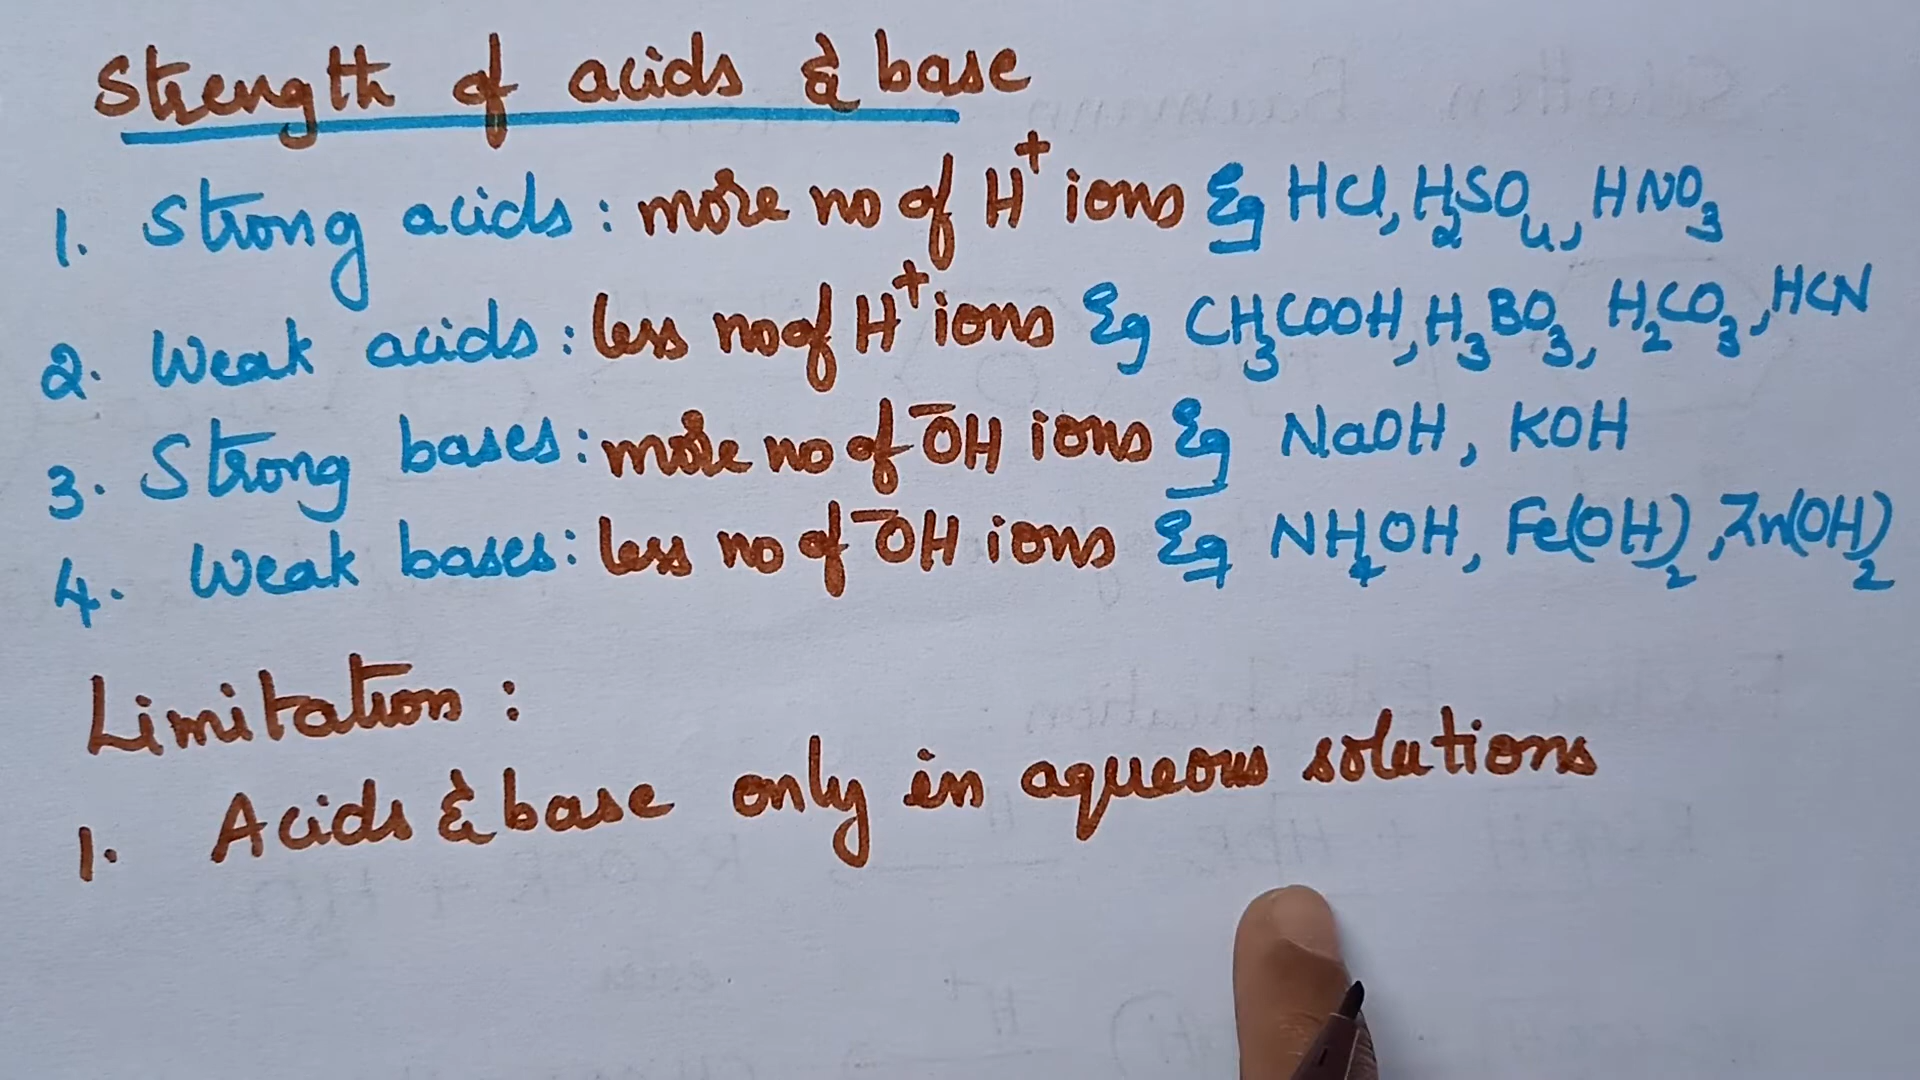 Strength of acids & base
1. Strong acids : more no of H⁺ ions Eg HCl, H₂SO₄, HNO₃
2. Weak acids : less no of H⁺ ions Eg CH₃COOH, H₃BO₃, H₂CO₃, HCN
3. Strong bases : more no of ⁻OH ions Eg NaOH, KOH
4. Weak bases : less no of ⁻OH ions Eg NH₄OH, Fe(OH)₂, Zn(OH)₂
Limitation :
1. Acids & base only in aqueous solutions